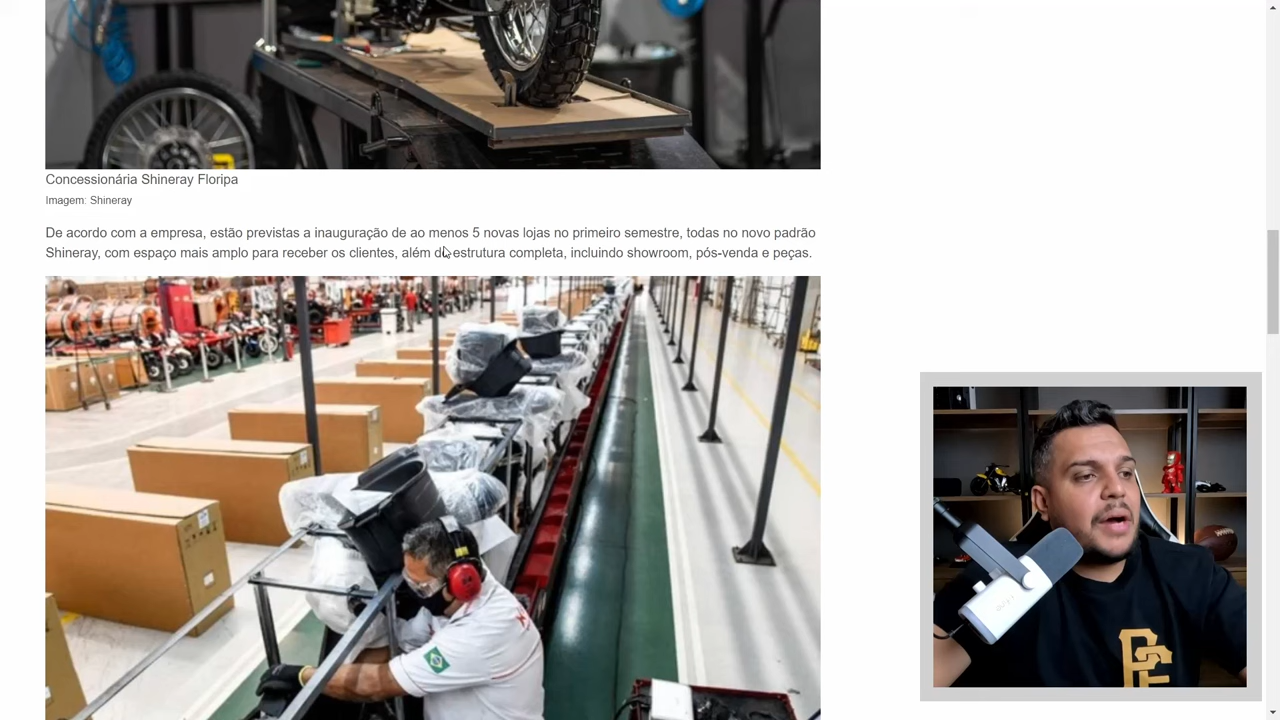 Concessionária Shineray Floripa
Imagem: Shineray
De acordo com a empresa, estão previstas a inauguração de ao menos 5 novas lojas no primeiro semestre, todas no novo padrão
Shineray, com espaço mais amplo para receber os clientes, além de estrutura completa, incluindo showroom, pós-venda e peças.